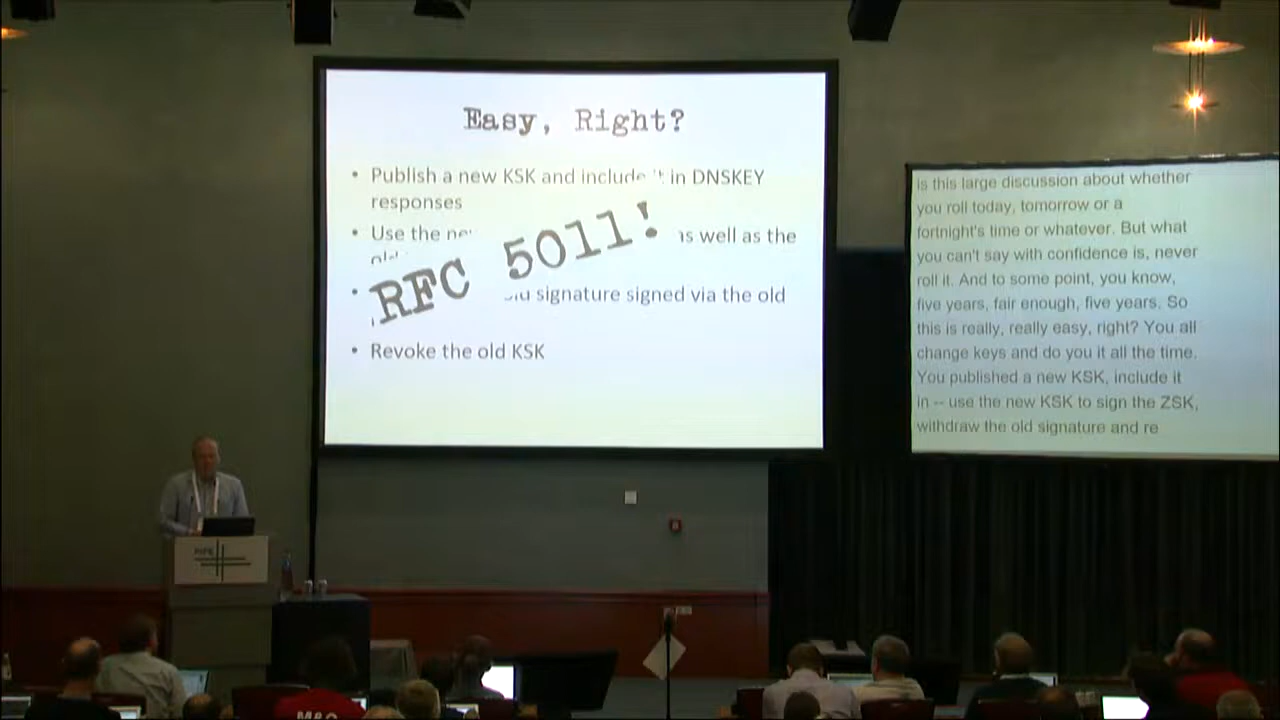 Easy, Right?
• Publish a new KSK and include it in DNSKEY
responses
• Use the as well as the
RFC 5011!
• signature signed via the old
• Revoke the old KSK
is this large discussion about whether
you roll today, tomorrow or a
fortnight's time or whatever. But what
you can't say with confidence is, never
roll it. And to some point, you know,
five years, fair enough, five years. So
this is really, really easy, right? You all
change keys and do you it all the time.
You published a new KSK, include it
in -- use the new KSK to sign the ZSK,
withdraw the old signature and re
RIPE